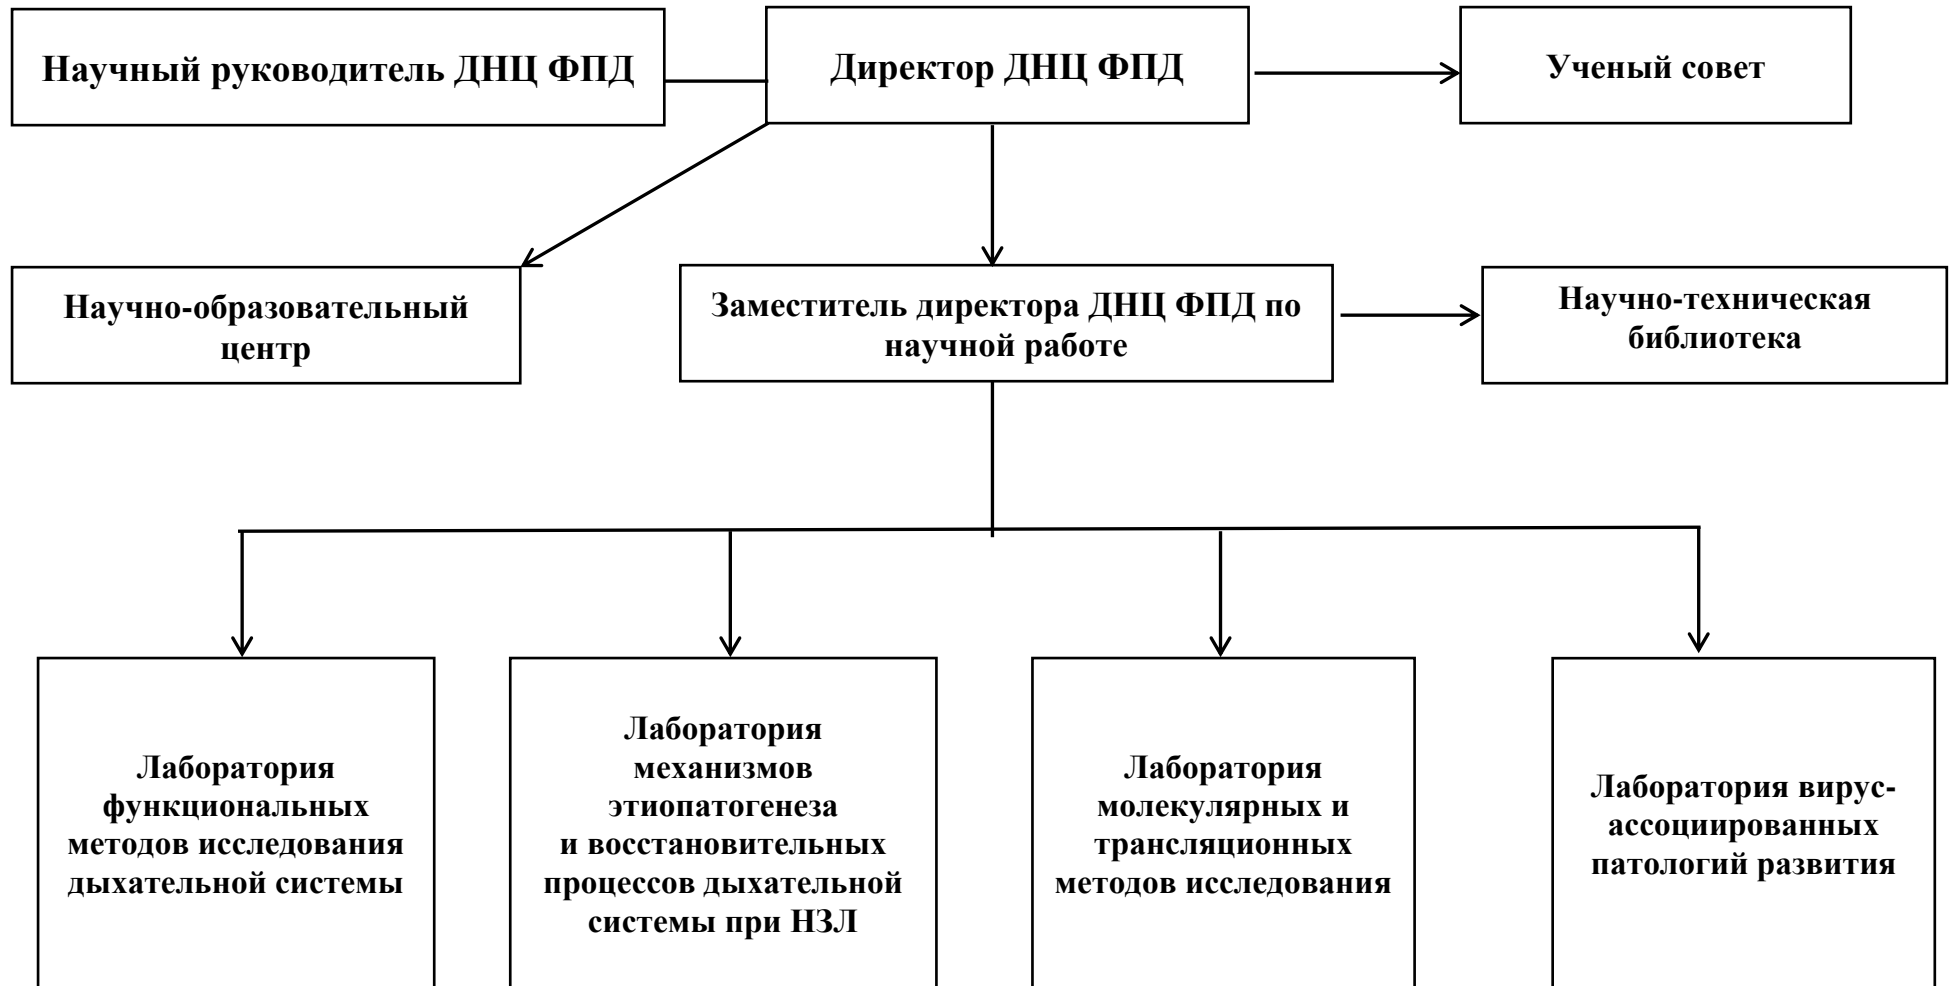 Научный руководитель ДНЦ ФПД
Директор ДНЦ ФПД
Ученый совет
Научно-образовательный
центр
Заместитель директора ДНЦ ФПД по
научной работе
Научно-техническая
библиотека
Лаборатория
функциональных
методов исследования
дыхательной системы
Лаборатория
механизмов
этиопатогенеза
и восстановительных
процессов дыхательной
системы при НЗЛ
Лаборатория
молекулярных и
трансляционных
методов исследования
Лаборатория вирус-
ассоциированных
патологий развития